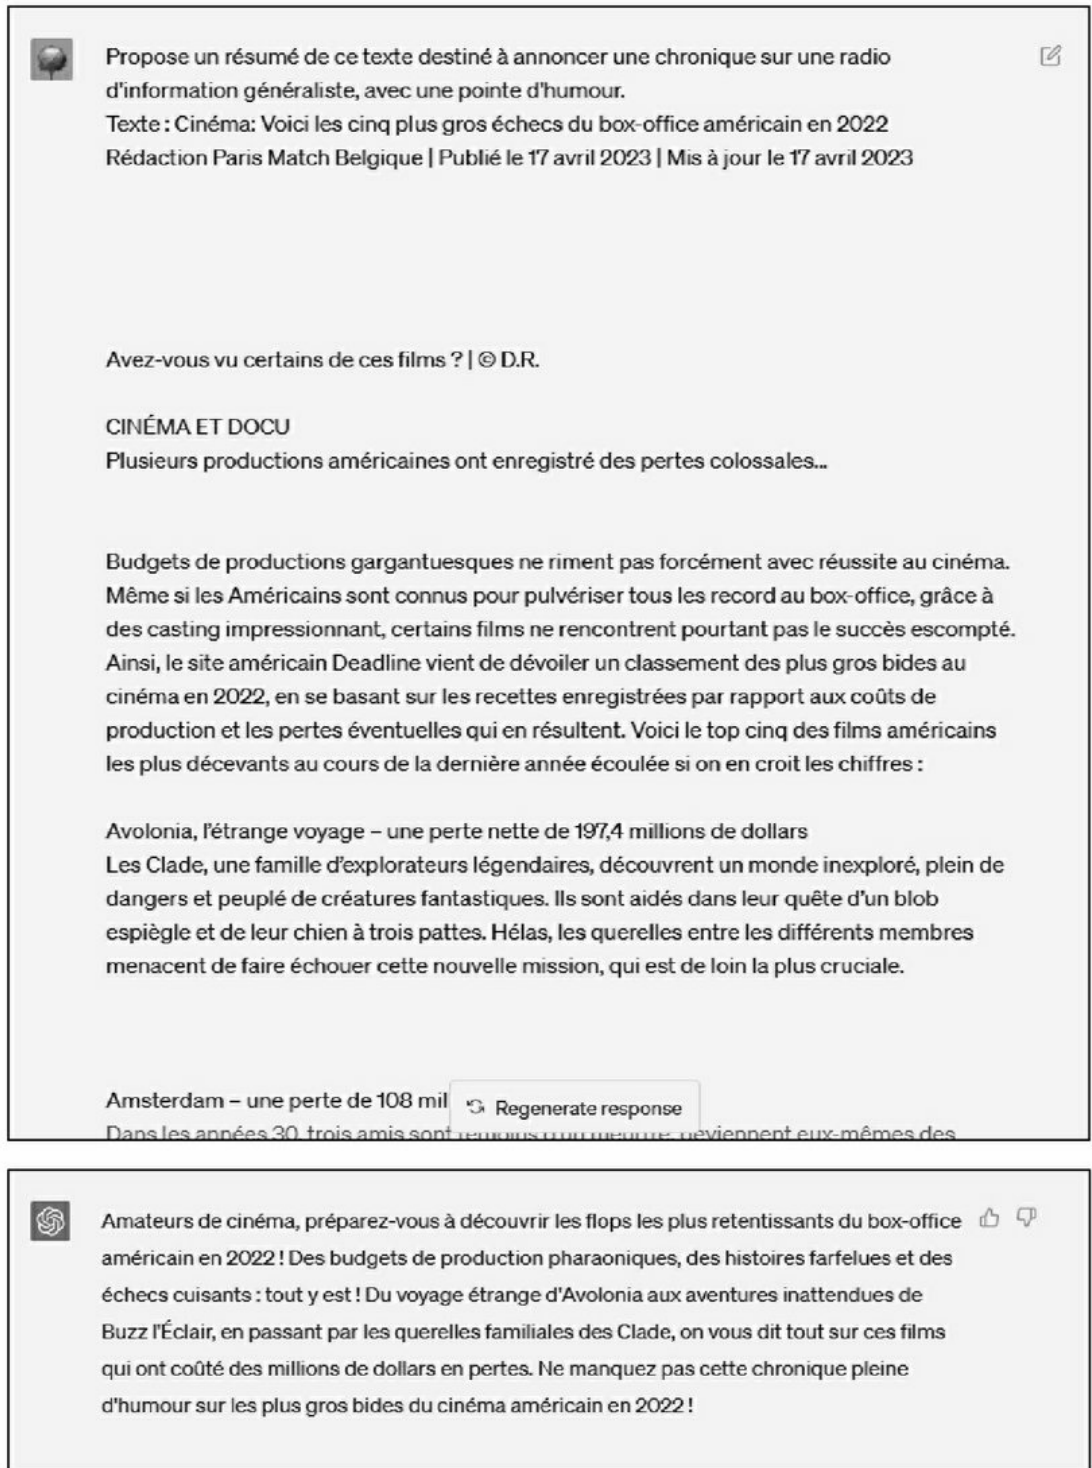 Propose un résumé de ce texte destiné à annoncer une chronique sur une radio
d'information généraliste, avec une pointe d'humour.
Texte : Cinéma: Voici les cinq plus gros échecs du box-office américain en 2022
Rédaction Paris Match Belgique | Publié le 17 avril 2023 | Mis à jour le 17 avril 2023
Avez-vous vu certains de ces films ? | © D.R.
CINÉMA ET DOCU
Plusieurs productions américaines ont enregistré des pertes colossales...
Budgets de productions gargantuesques ne riment pas forcément avec réussite au cinéma.
Même si les Américains sont connus pour pulvériser tous les record au box-office, grâce à
des casting impressionnant, certains films ne rencontrent pourtant pas le succès escompté.
Ainsi, le site américain Deadline vient de dévoiler un classement des plus gros bides au
cinéma en 2022, en se basant sur les recettes enregistrées par rapport aux coûts de
production et les pertes éventuelles qui en résultent. Voici le top cinq des films américains
les plus décevants au cours de la dernière année écoulée si on en croit les chiffres :
Avolonia, l'étrange voyage – une perte nette de 197,4 millions de dollars
Les Clade, une famille d'explorateurs légendaires, découvrent un monde inexploré, plein de
dangers et peuplé de créatures fantastiques. Ils sont aidés dans leur quête d'un blob
espiègle et de leur chien à trois pattes. Hélas, les querelles entre les différents membres
menacent de faire échouer cette nouvelle mission, qui est de loin la plus cruciale.
Amsterdam – une perte de 108 mil
Regenerate response
Dans les années 30, trois amis sont témoins d'un meurtre, deviennent eux-mêmes des
Amateurs de cinéma, préparez-vous à découvrir les flops les plus retentissants du box-office
américain en 2022 ! Des budgets de production pharaoniques, des histoires farfelues et des
échecs cuisants : tout y est ! Du voyage étrange d'Avolonia aux aventures inattendues de
Buzz l'Éclair, en passant par les querelles familiales des Clade, on vous dit tout sur ces films
qui ont coûté des millions de dollars en pertes. Ne manquez pas cette chronique pleine
d'humour sur les plus gros bides du cinéma américain en 2022 !